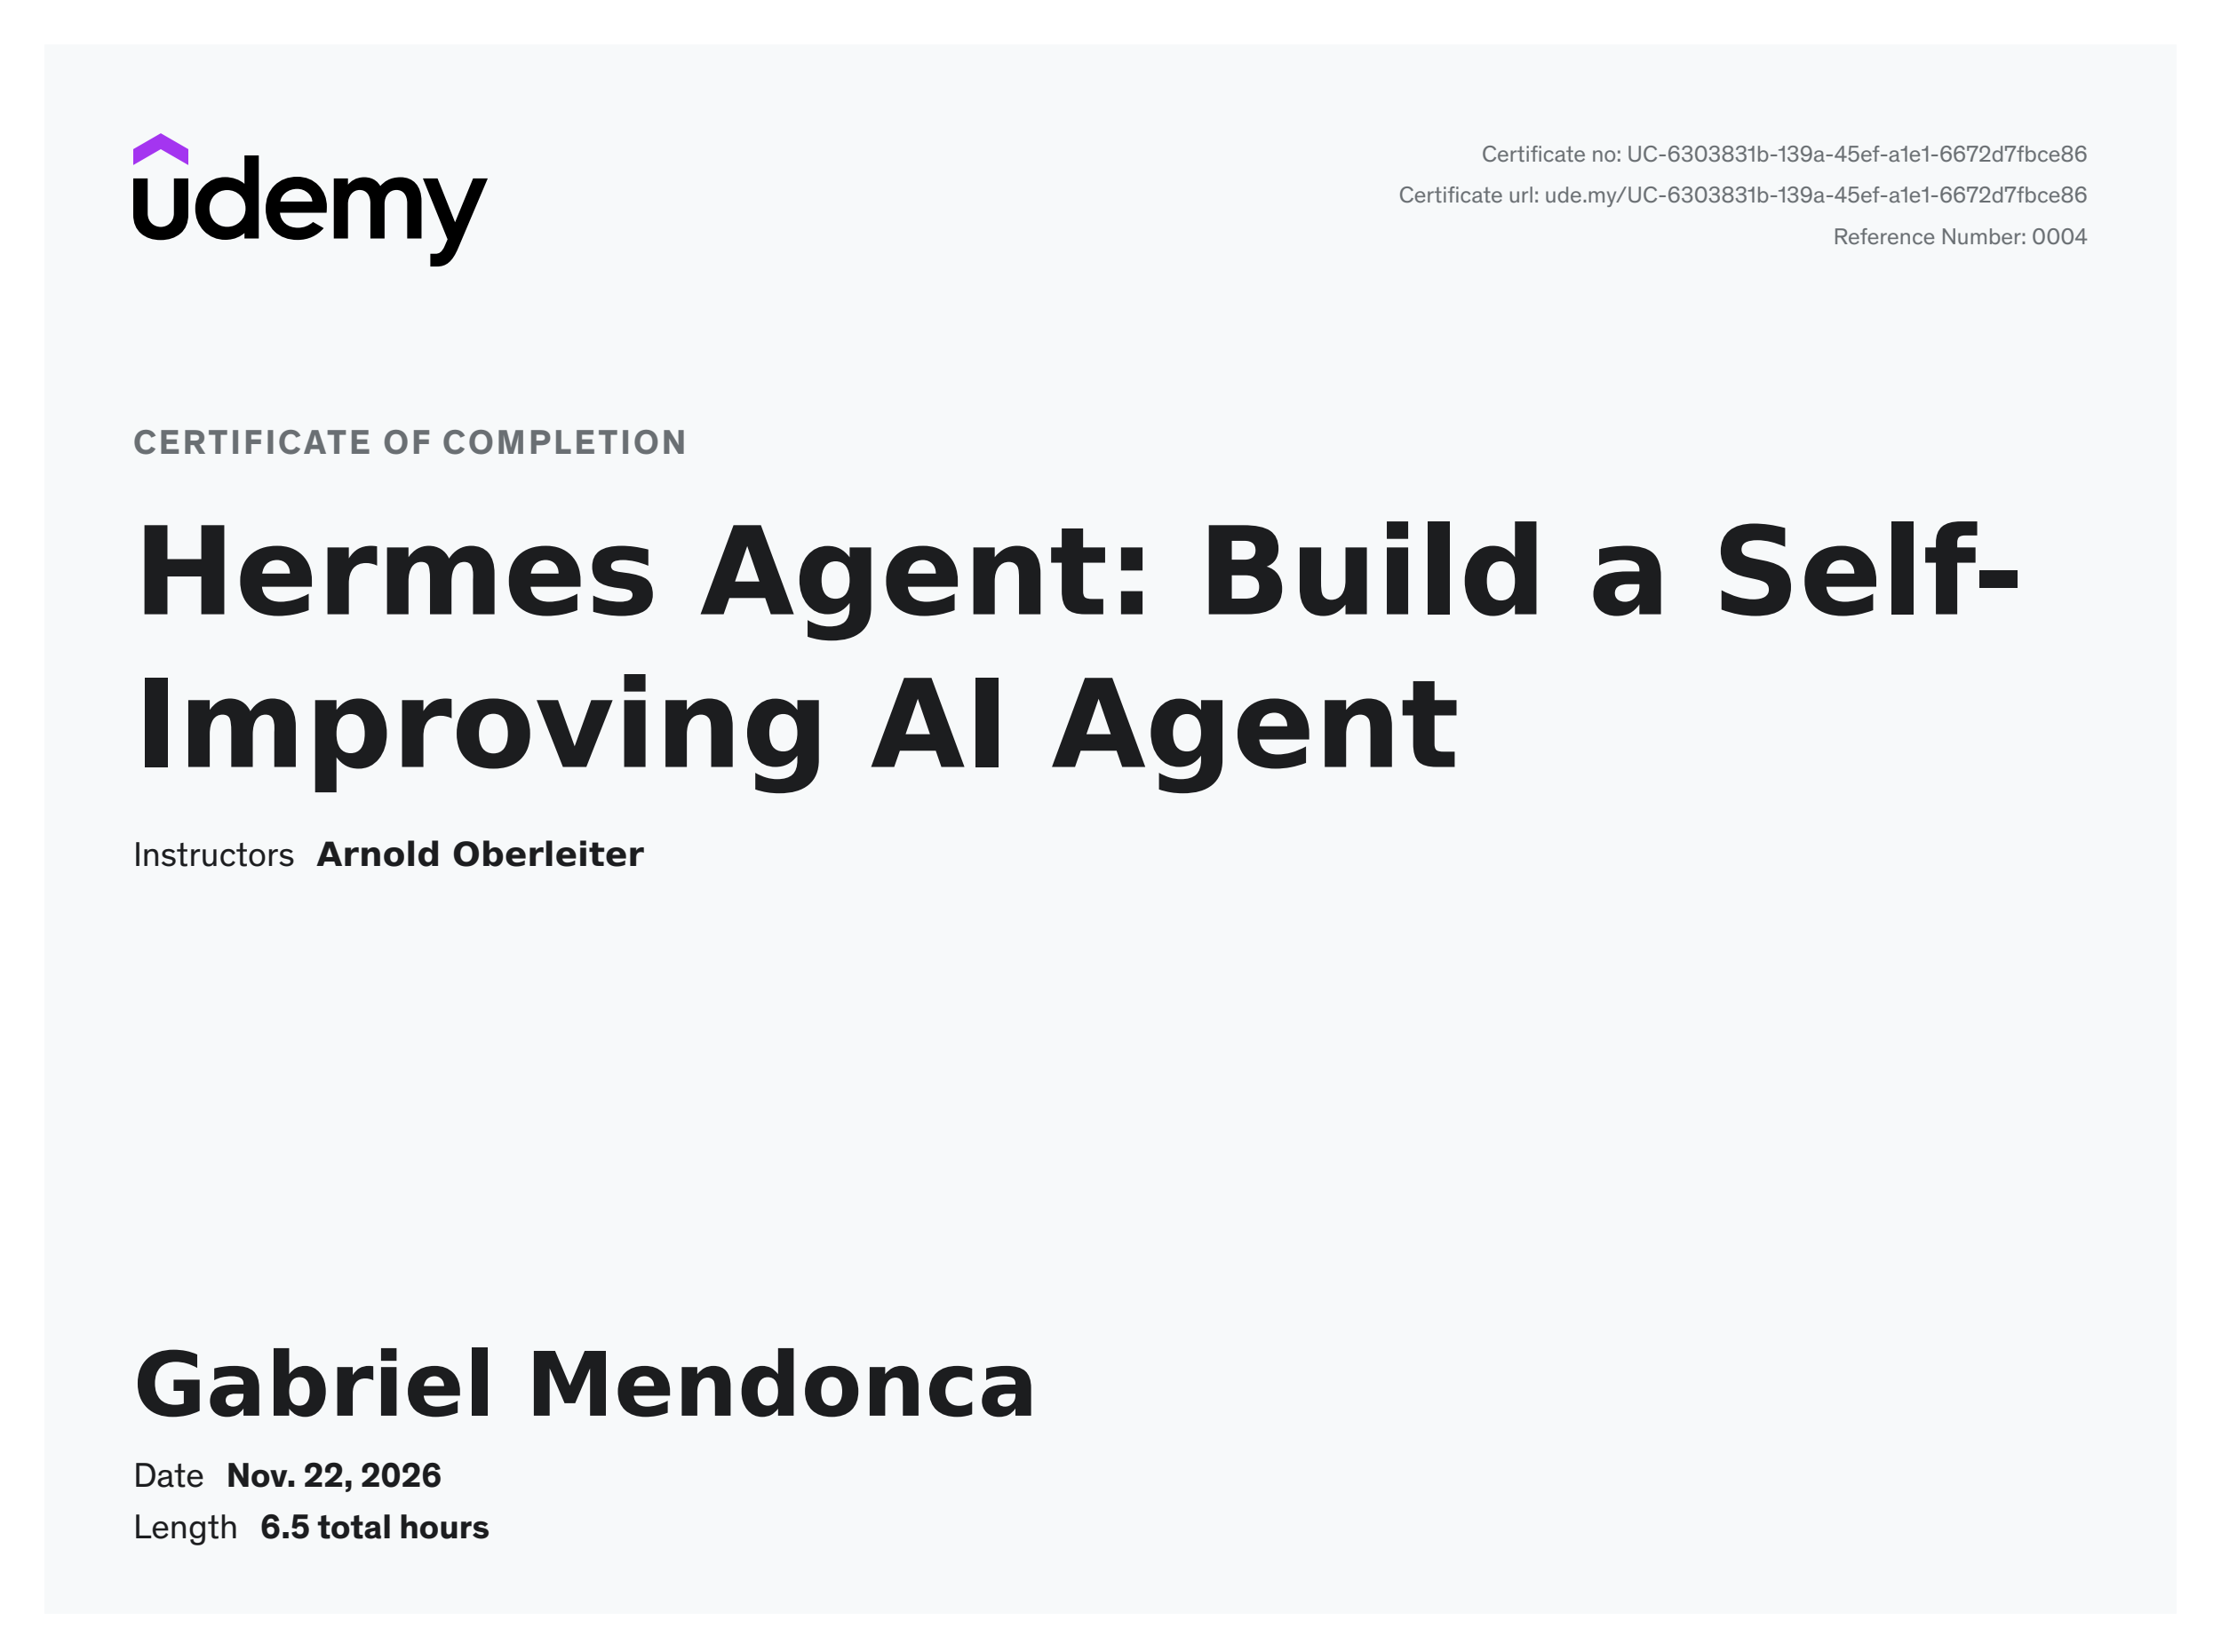 udemy
Certificate no: UC-6303831b-139a-45ef-a1e1-6672d7fbce86
Certificate url: ude.my/UC-6303831b-139a-45ef-a1e1-6672d7fbce86
Reference Number: 0004
CERTIFICATE OF COMPLETION
Hermes Agent: Build a Self-
Improving AI Agent
Instructors Arnold Oberleiter
Gabriel Mendonca
Date Nov. 22, 2026
Length 6.5 total hours